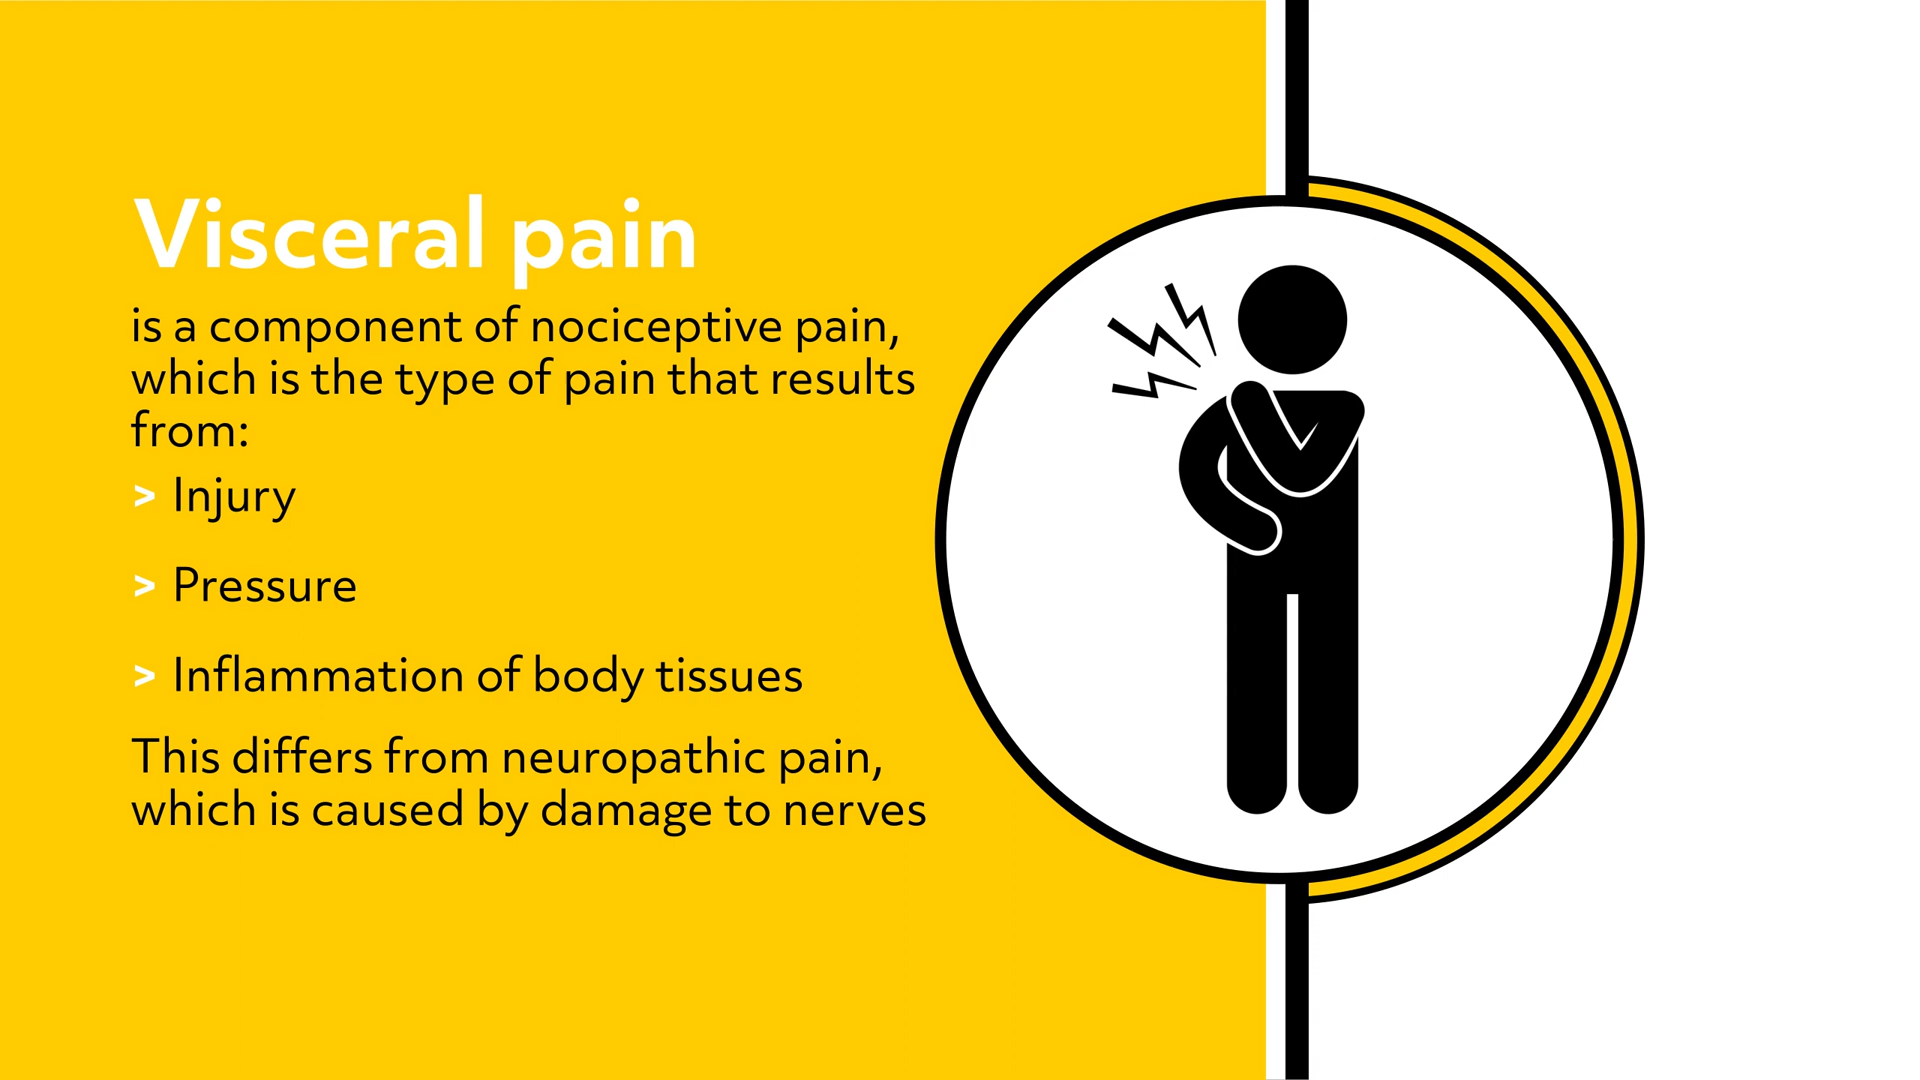 Visceral pain
is a component of nociceptive pain,
which is the type of pain that results
from:
> Injury
> Pressure
> Inflammation of body tissues
This differs from neuropathic pain,
which is caused by damage to nerves